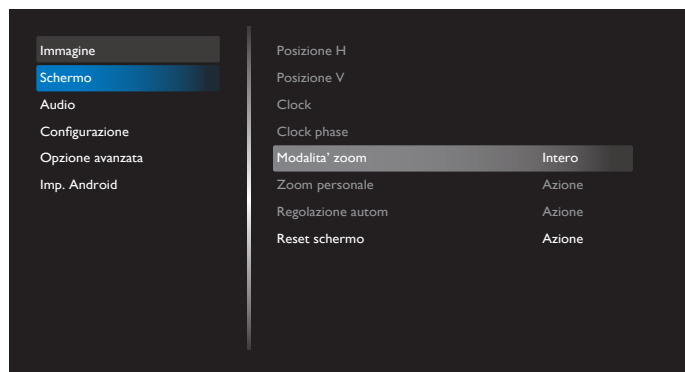 Immagine
Schermo
Audio
Configurazione
Opzione avanzata
Imp. Android
Posizione H
Posizione V
Clock
Clock phase
Modalita’ zoom Intero
Zoom personale Azione
Regolazione autom Azione
Reset schermo Azione